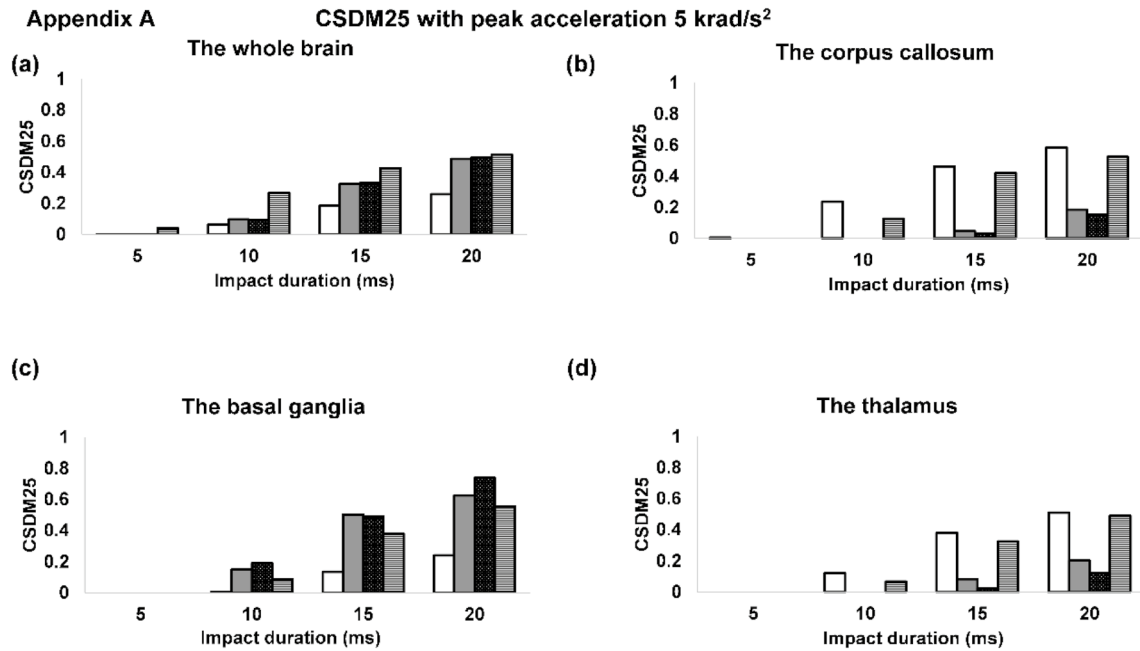 Appendix A
CSDM25 with peak acceleration 5 krad/s²
(a)
The whole brain
1
0.8
0.6
0.4
0.2
0
CSDM25
5 10 15 20
Impact duration (ms)
(b)
The corpus callosum
1
0.8
0.6
0.4
0.2
0
CSDM25
5 10 15 20
Impact duration (ms)
(c)
The basal ganglia
1
0.8
0.6
0.4
0.2
0
CSDM25
5 10 15 20
Impact duration (ms)
(d)
The thalamus
1
0.8
0.6
0.4
0.2
0
CSDM25
5 10 15 20
Impact duration (ms)